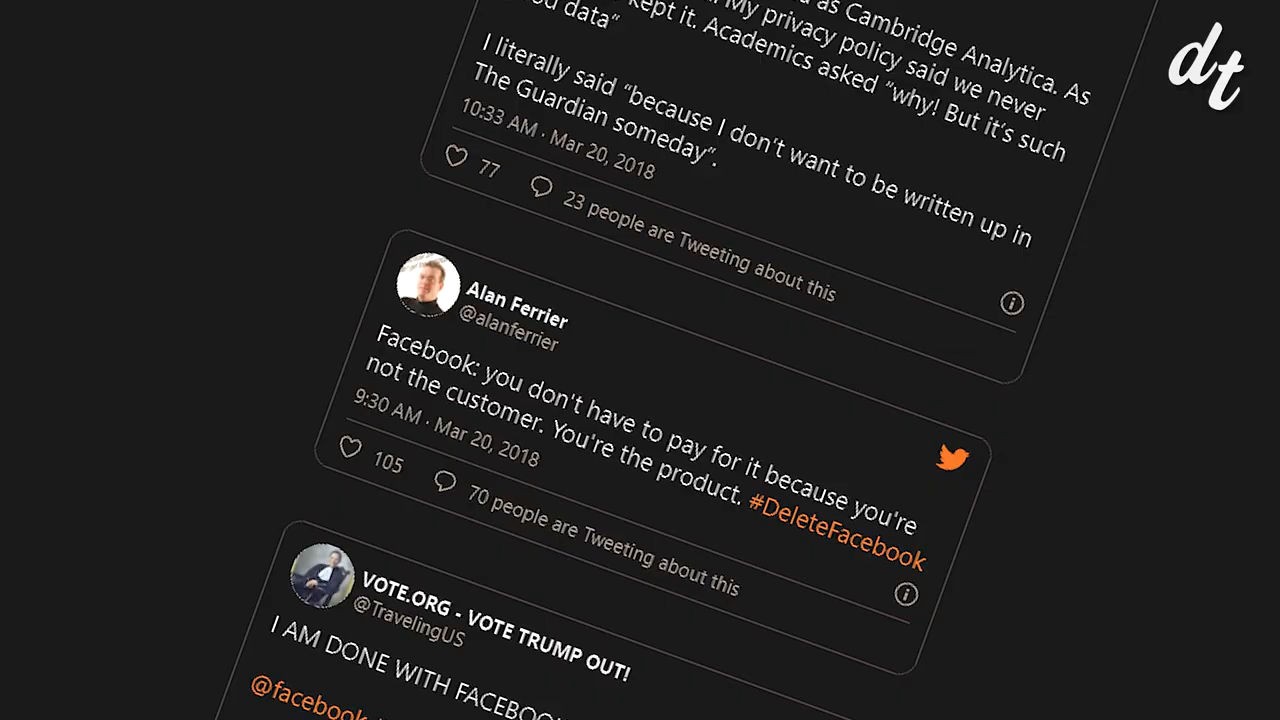 as Cambridge Analytica. As
My privacy policy said we never
kept it. Academics asked “why! But it’s such
data“
I literally said “because I don’t want to be written up in
The Guardian someday“.
10:33 AM · Mar 20, 2018
77 23 people are Tweeting about this
Alan Ferrier
@alanferrier
Facebook: you don't have to pay for it because you're
not the customer. You're the product. #DeleteFacebook
9:30 AM · Mar 20, 2018
105 70 people are Tweeting about this
VOTE.ORG - VOTE TRUMP OUT!
@TravelingUS
I AM DONE WITH FACEBOOK
@facebook
dt